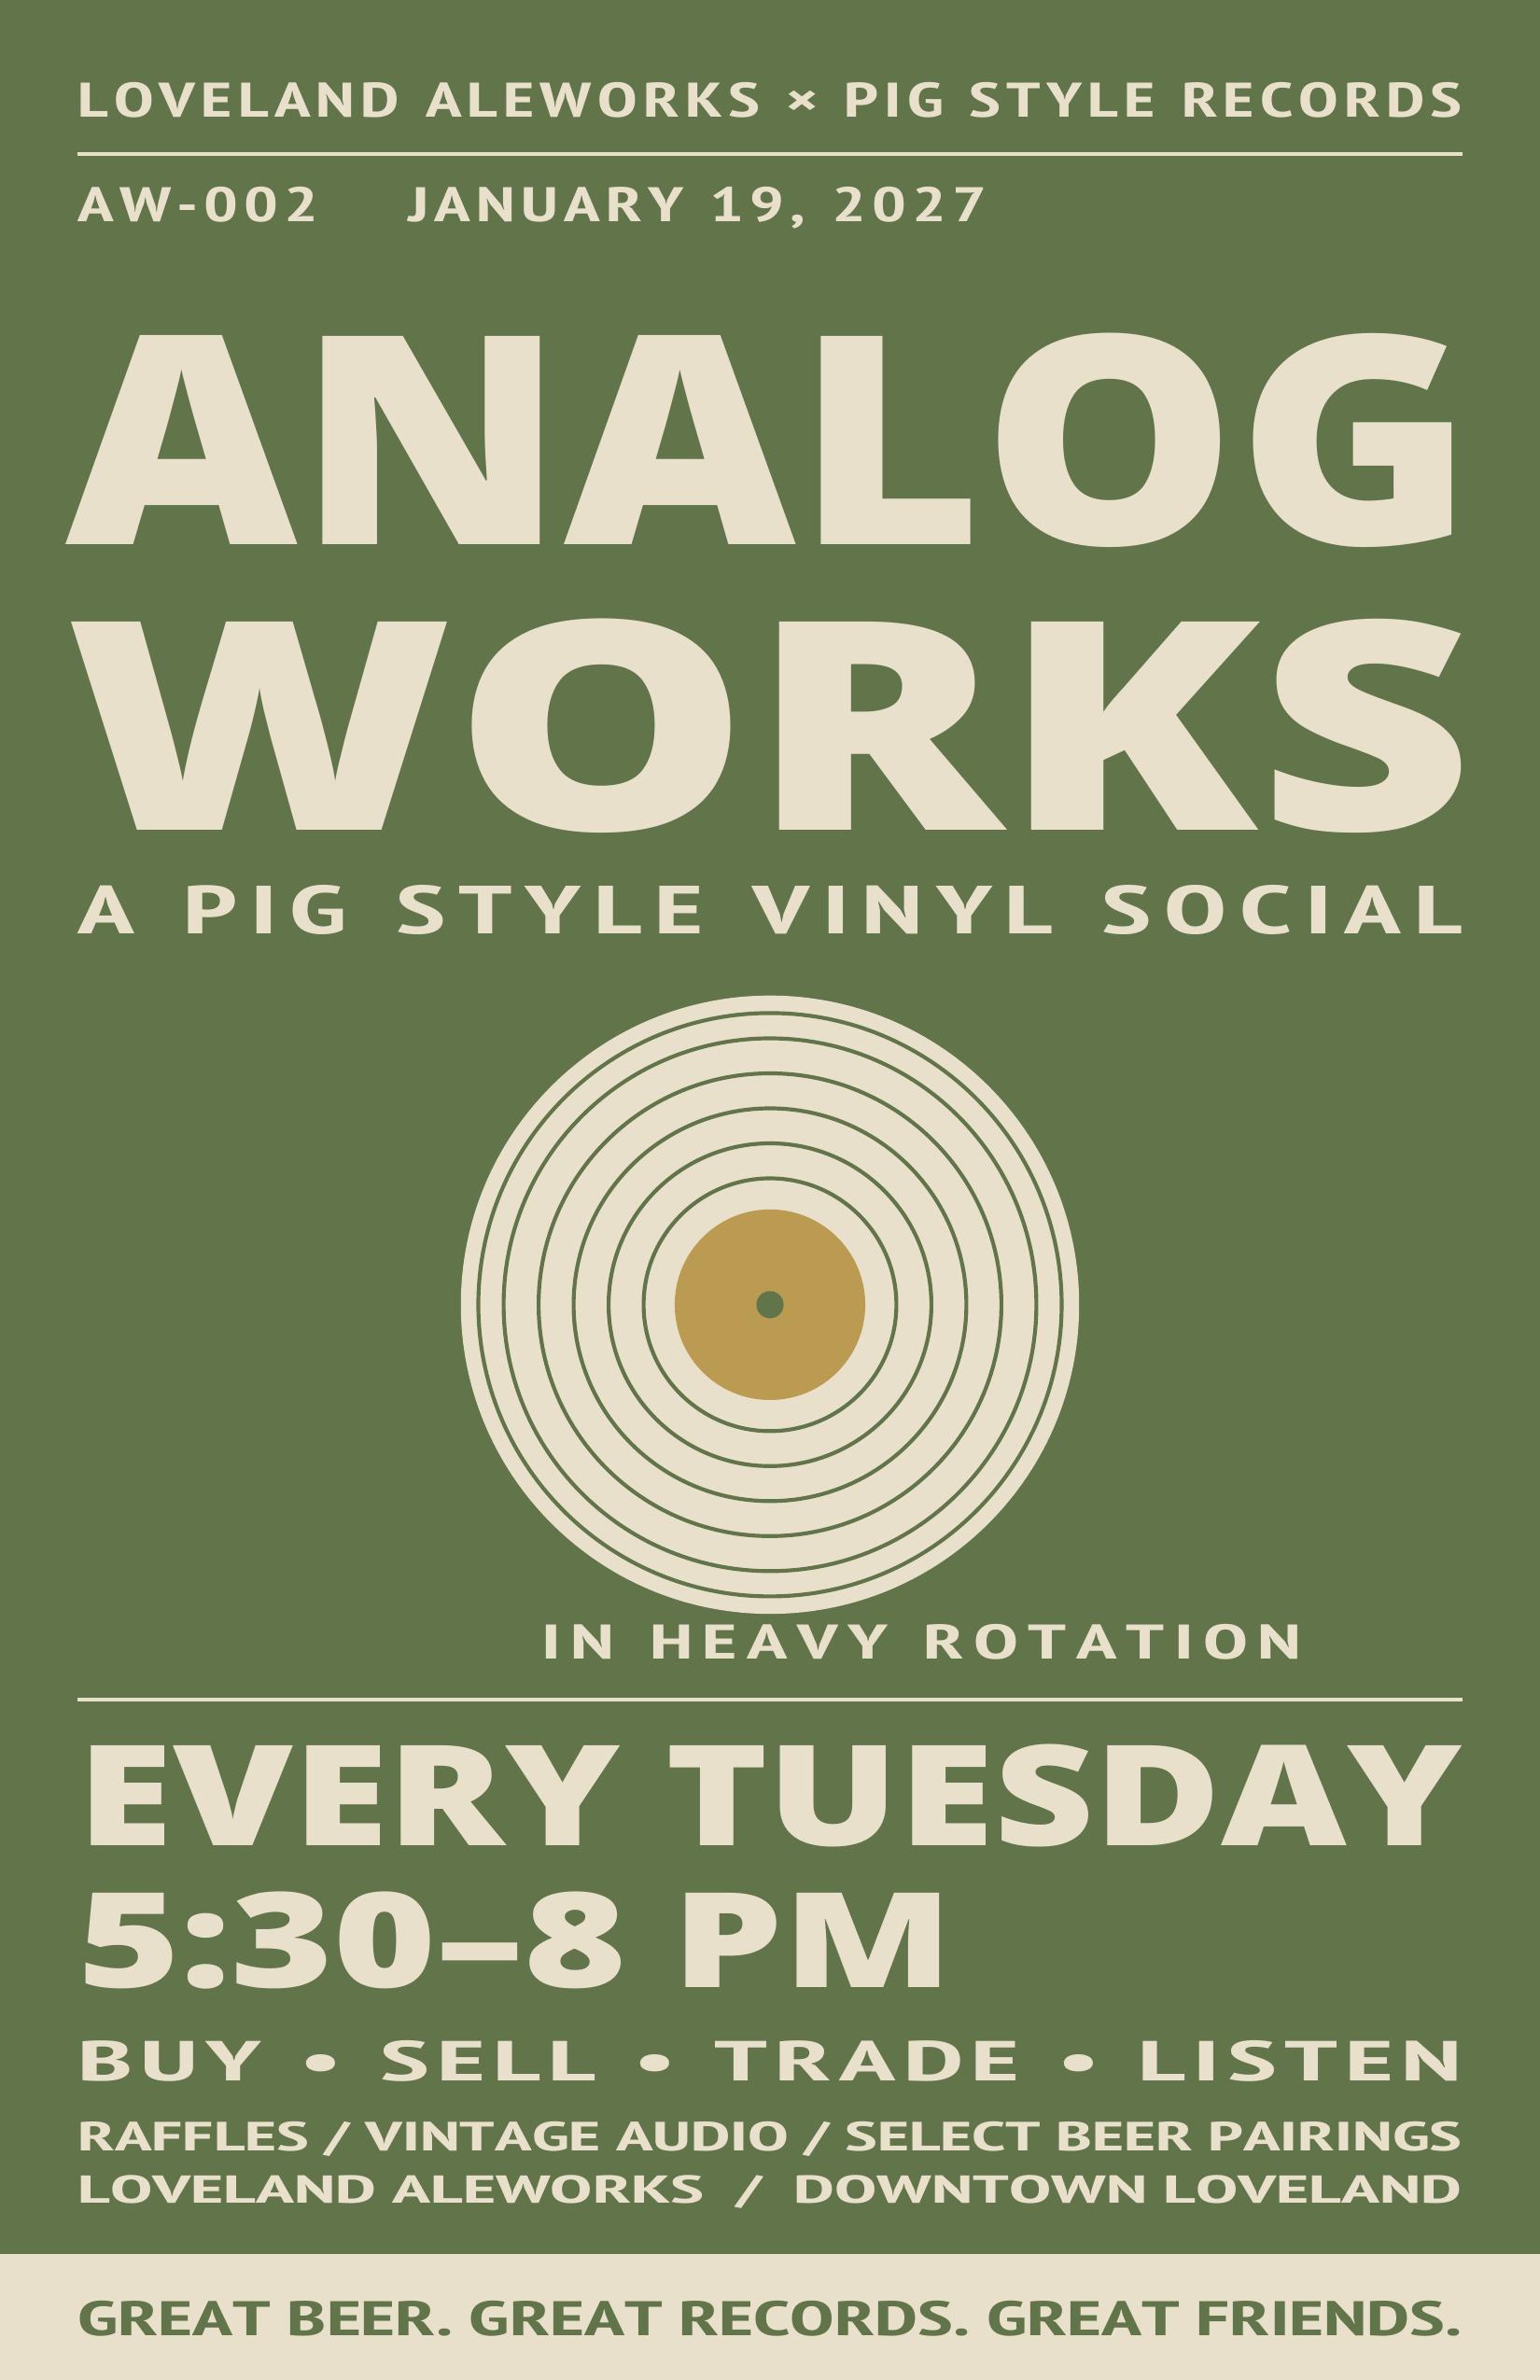 LOVELAND ALEWORKS × PIG STYLE RECORDS
AW-002 JANUARY 19, 2027
ANALOG
WORKS
A PIG STYLE VINYL SOCIAL
IN HEAVY ROTATION
EVERY TUESDAY
5:30–8 PM
BUY • SELL • TRADE • LISTEN
RAFFLES / VINTAGE AUDIO / SELECT BEER PAIRINGS
LOVELAND ALEWORKS / DOWNTOWN LOVELAND
GREAT BEER. GREAT RECORDS. GREAT FRIENDS.